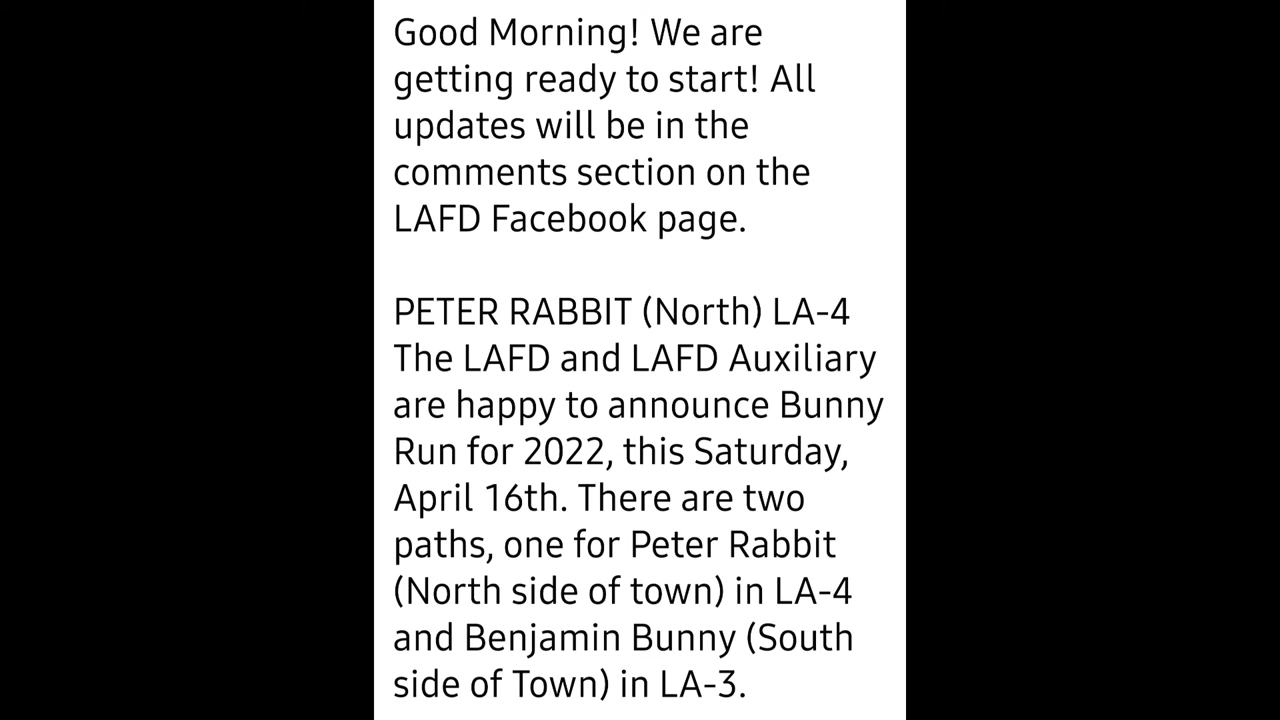 Good Morning! We are
getting ready to start! All
updates will be in the
comments section on the
LAFD Facebook page.
PETER RABBIT (North) LA-4
The LAFD and LAFD Auxiliary
are happy to announce Bunny
Run for 2022, this Saturday,
April 16th. There are two
paths, one for Peter Rabbit
(North side of town) in LA-4
and Benjamin Bunny (South
side of Town) in LA-3.